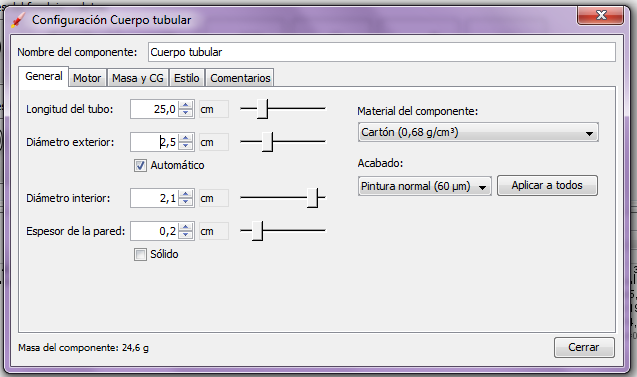 Configuración Cuerpo tubular
Nombre del componente: Cuerpo tubular
General Motor Masa y CG Estilo Comentarios
Longitud del tubo: 25,0 cm
Material del componente:
Cartón (0,68 g/cm³)
Diámetro exterior: 2,5 cm
Automático
Acabado:
Pintura normal (60 µm) Aplicar a todos
Diámetro interior: 2,1 cm
Espesor de la pared: 0,2 cm
Sólido
Masa del componente: 24,6 g
Cerrar